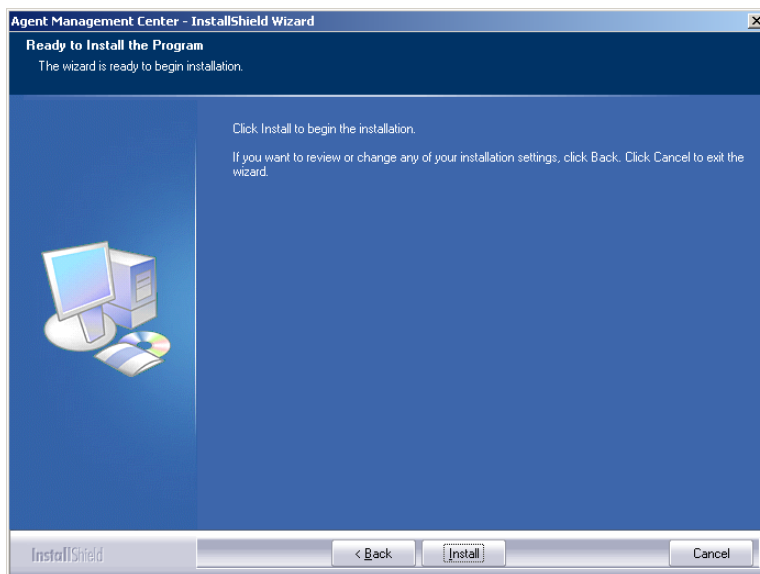 Agent Management Center - InstallShield Wizard
Ready to Install the Program
The wizard is ready to begin installation.
Click Install to begin the installation.
If you want to review or change any of your installation settings, click Back. Click Cancel to exit the
wizard.
InstallShield
< Back
Install
Cancel